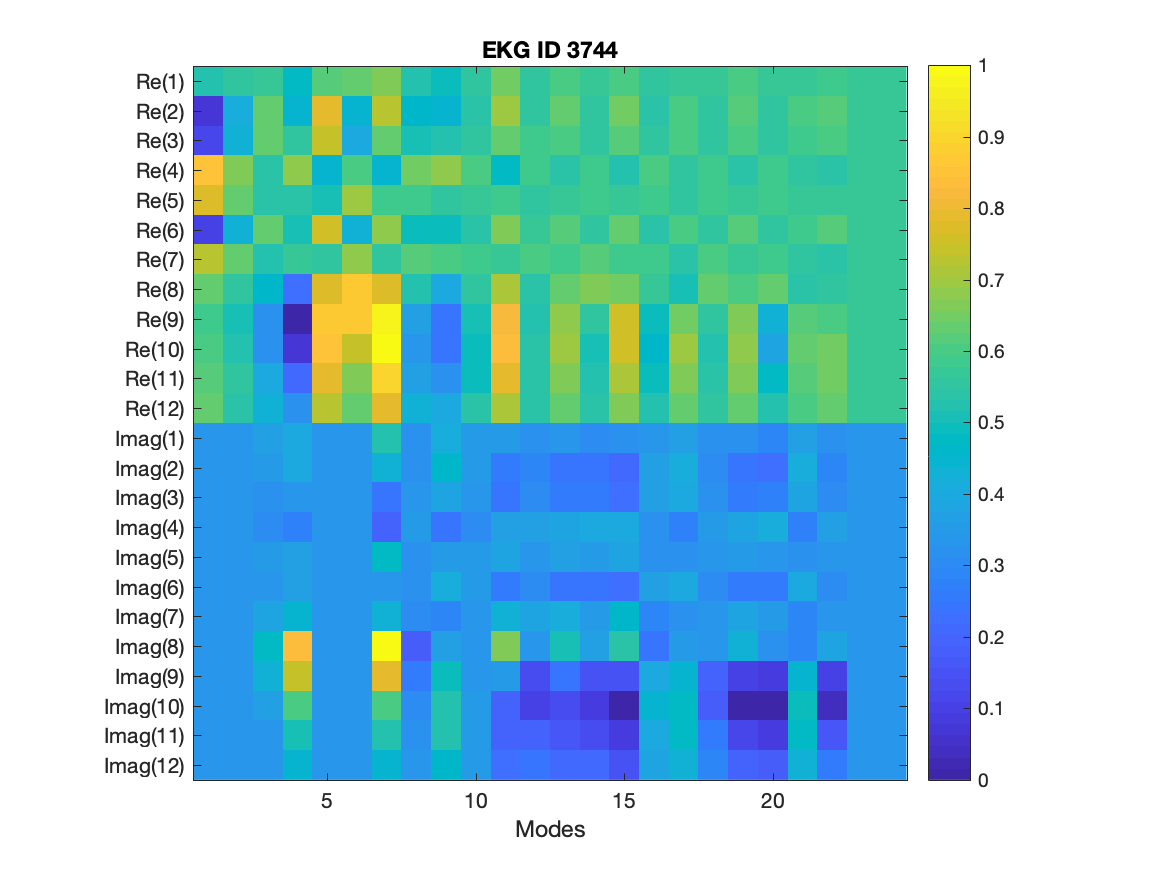 EKG ID 3744
Re(1)
Re(2)
Re(3)
Re(4)
Re(5)
Re(6)
Re(7)
Re(8)
Re(9)
Re(10)
Re(11)
Re(12)
Imag(1)
Imag(2)
Imag(3)
Imag(4)
Imag(5)
Imag(6)
Imag(7)
Imag(8)
Imag(9)
Imag(10)
Imag(11)
Imag(12)
5 10 15 20
Modes
1
0.9
0.8
0.7
0.6
0.5
0.4
0.3
0.2
0.1
0